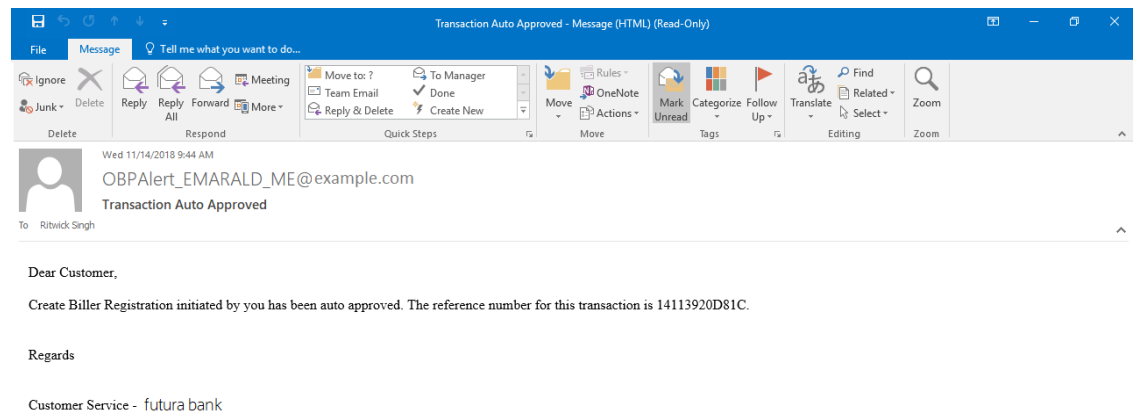 Transaction Auto Approved - Message (HTML) (Read-Only)
File Message Tell me what you want to do...
Ignore Junk Delete Reply Reply All Forward Meeting More Move to: ? To Manager Team Email Done Reply & Delete Create New Move Rules OneNote Actions Mark Unread Categorize Follow Up Translate Find Related Select Zoom
Delete Respond Quick Steps Move Tags Editing Zoom
Wed 11/14/2018 9:44 AM
OBPAlert_EMARALD_ME@example.com
Transaction Auto Approved
To Ritwick Singh
Dear Customer,
Create Biller Registration initiated by you has been auto approved. The reference number for this transaction is 14113920D81C.
Regards
Customer Service - futura bank